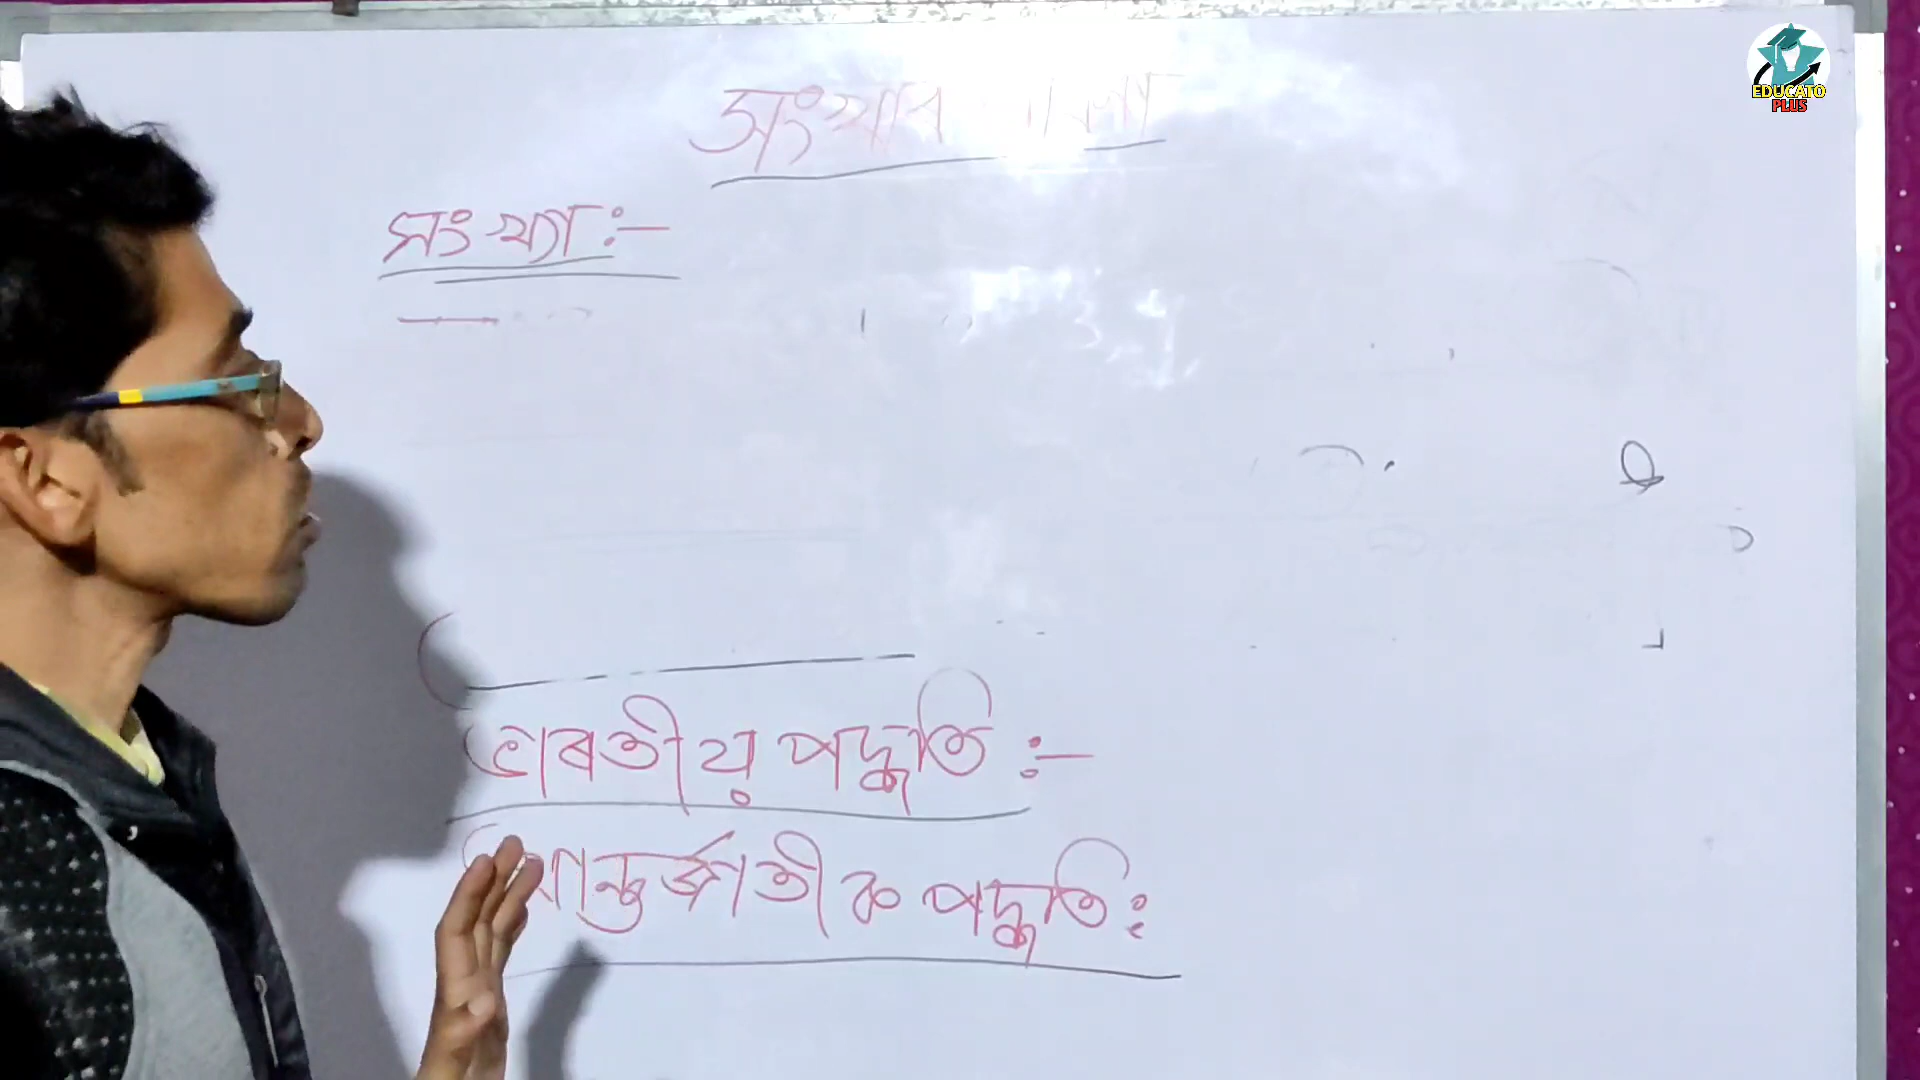 সংখ্যাৰ
সংখ্যা :-
ভাৰতীয় পদ্ধতি :-
আন্তৰ্জাতীক পদ্ধতি :
EDUCATO
PLUS